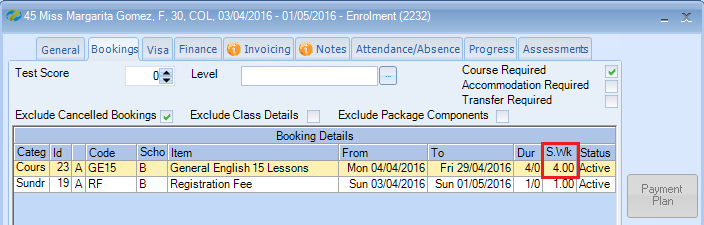 45 Miss Margarita Gomez, F, 30, COL, 03/04/2016 - 01/05/2016 - Enrolment (2232)
General Bookings Visa Finance Invoicing Notes Attendance/Absence Progress Assessments
Test Score 0 Level ... Course Required
Accommodation Required
Transfer Required
Exclude Cancelled Bookings Exclude Class Details Exclude Package Components
Booking Details
Categ Id Code Scho Item From To Dur S.Wk Status
Cours 23 A GE15 B General English 15 Lessons Mon 04/04/2016 Fri 29/04/2016 4/0 4.00 Active
Sundr 19 A RF B Registration Fee Sun 03/04/2016 Sun 01/05/2016 1/0 1.00 Active
Payment
Plan